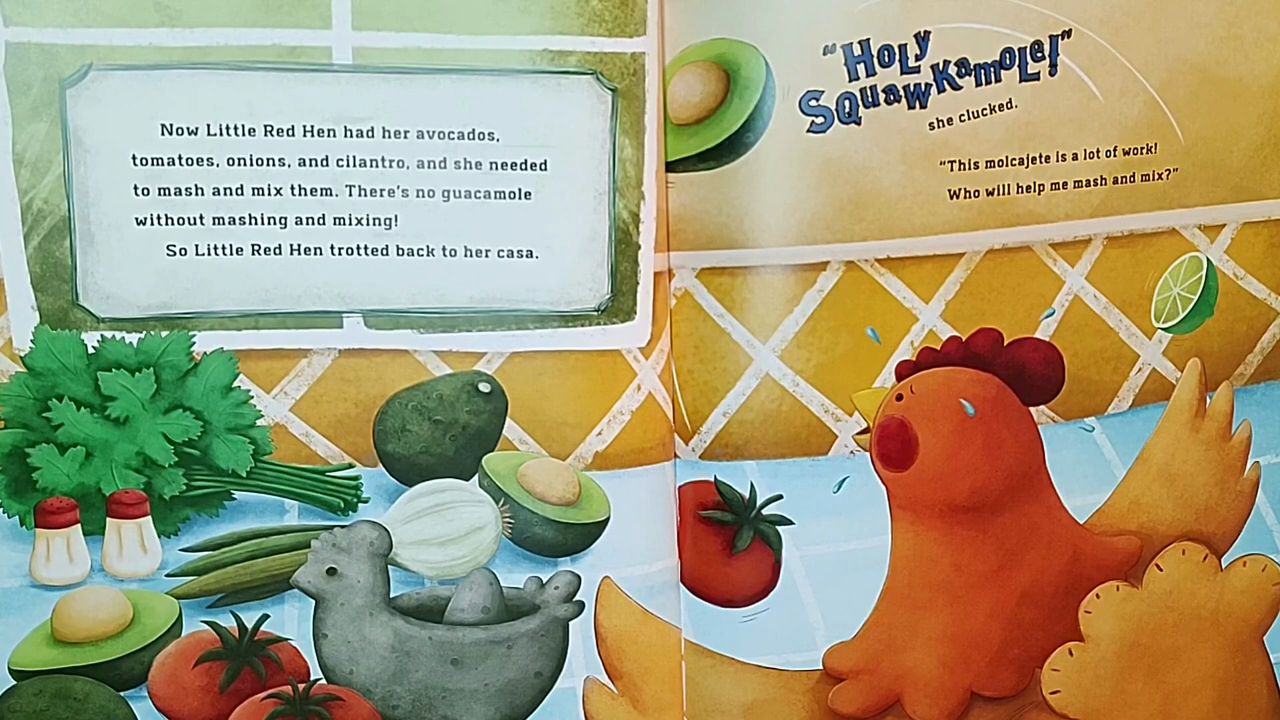 Now Little Red Hen had her avocados,
tomatoes, onions, and cilantro, and she needed
to mash and mix them. There's no guacamole
without mashing and mixing!
So Little Red Hen trotted back to her casa.
"Holy
Squawkamole!"
she clucked.
"This molcajete is a lot of work!
Who will help me mash and mix?"